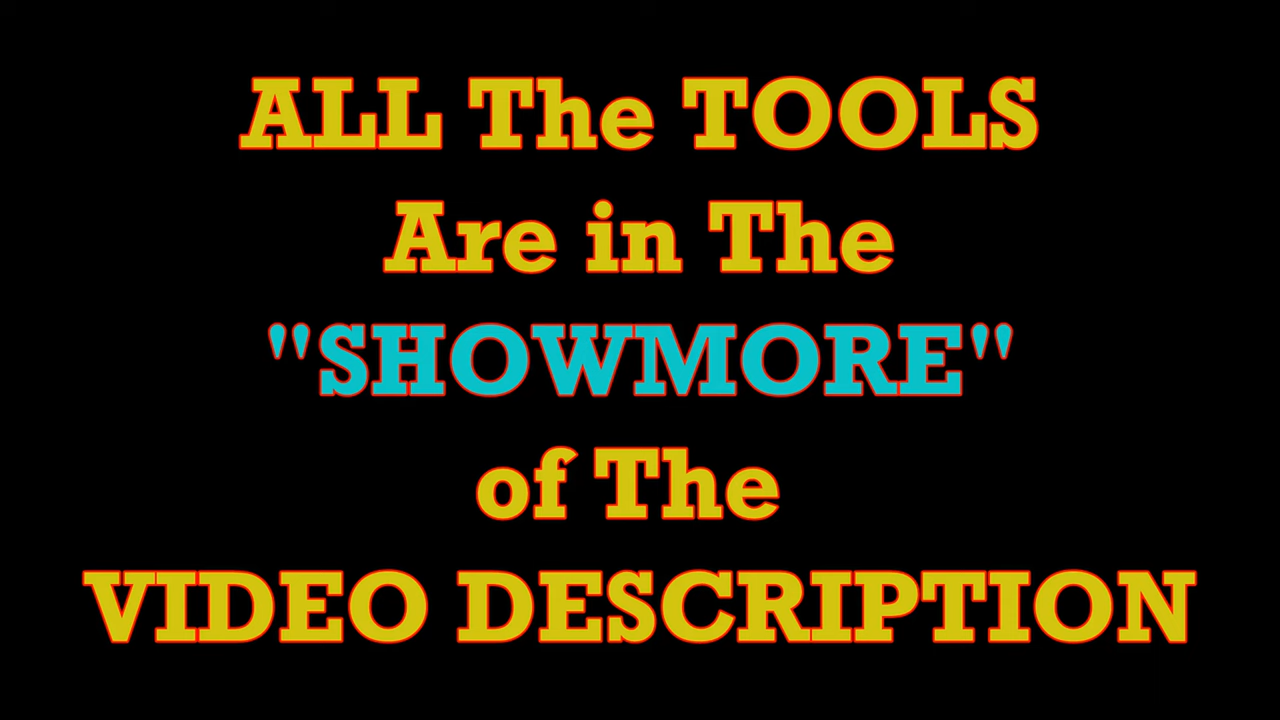 ALL The TOOLS
Are in The
"SHOWMORE"
of The
VIDEO DESCRIPTION